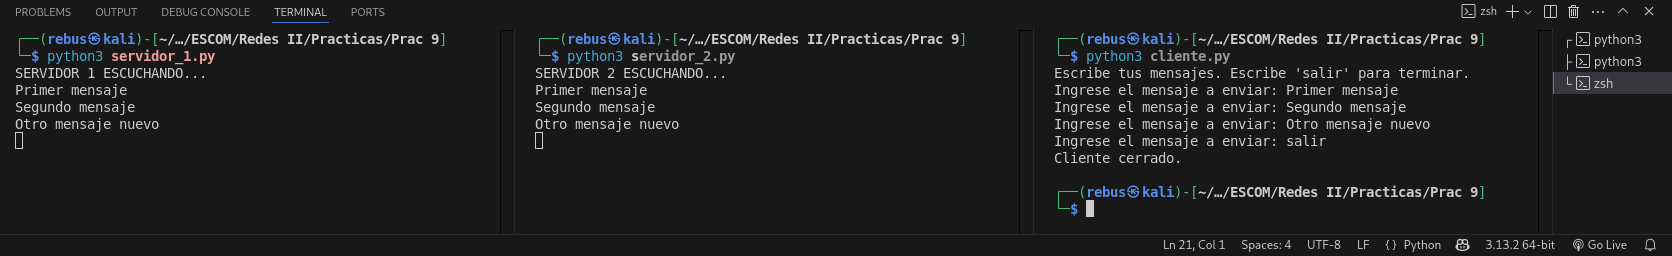 PROBLEMS OUTPUT DEBUG CONSOLE TERMINAL PORTS
zsh
(rebus㉿kali)-[~/…/ESCOM/Redes II/Practicas/Prac 9]
$ python3 servidor_1.py
SERVIDOR 1 ESCUCHANDO...
Primer mensaje
Segundo mensaje
Otro mensaje nuevo
(rebus㉿kali)-[~/…/ESCOM/Redes II/Practicas/Prac 9]
$ python3 servidor_2.py
SERVIDOR 2 ESCUCHANDO...
Primer mensaje
Segundo mensaje
Otro mensaje nuevo
(rebus㉿kali)-[~/…/ESCOM/Redes II/Practicas/Prac 9]
$ python3 cliente.py
Escribe tus mensajes. Escribe 'salir' para terminar.
Ingrese el mensaje a enviar: Primer mensaje
Ingrese el mensaje a enviar: Segundo mensaje
Ingrese el mensaje a enviar: Otro mensaje nuevo
Ingrese el mensaje a enviar: salir
Cliente cerrado.
(rebus㉿kali)-[~/…/ESCOM/Redes II/Practicas/Prac 9]
$
python3
python3
zsh
Ln 21, Col 1 Spaces: 4 UTF-8 LF {} Python 3.13.2 64-bit Go Live